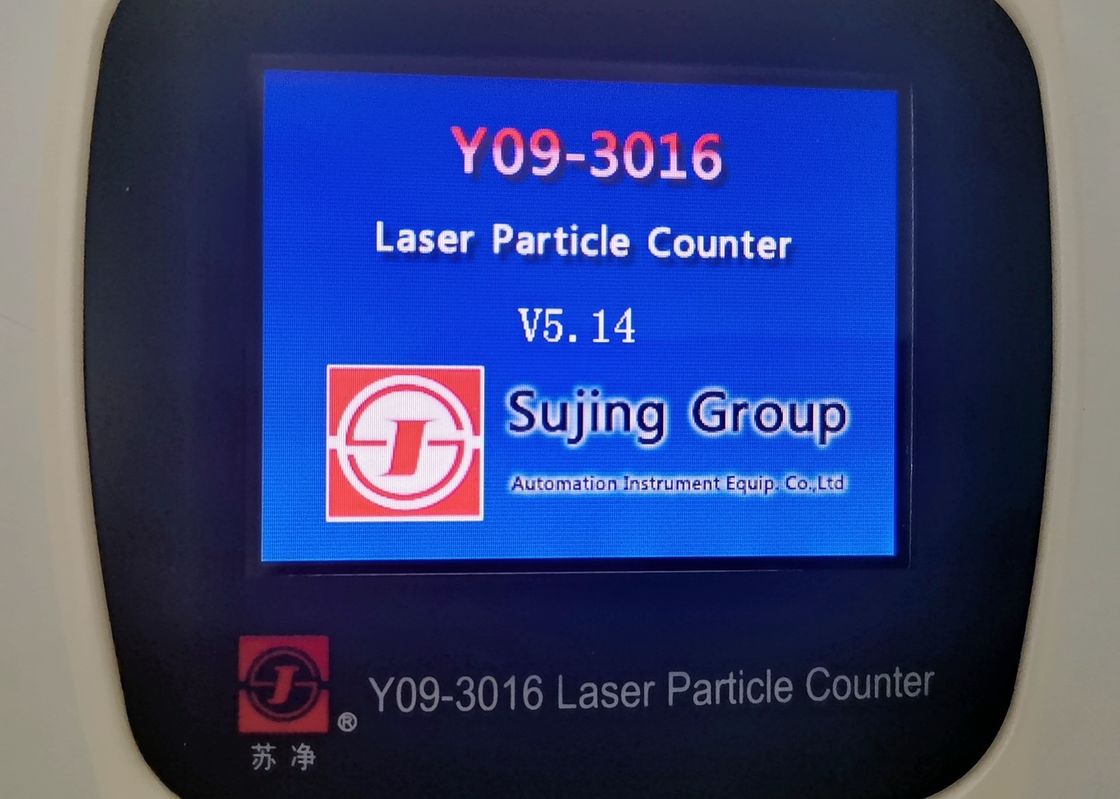 Y09-3016
Laser Particle Counter
V5.14
Sujing Group
Automation Instrument Equip. Co.,Ltd
Y09-3016 Laser Particle Counter
®
苏净